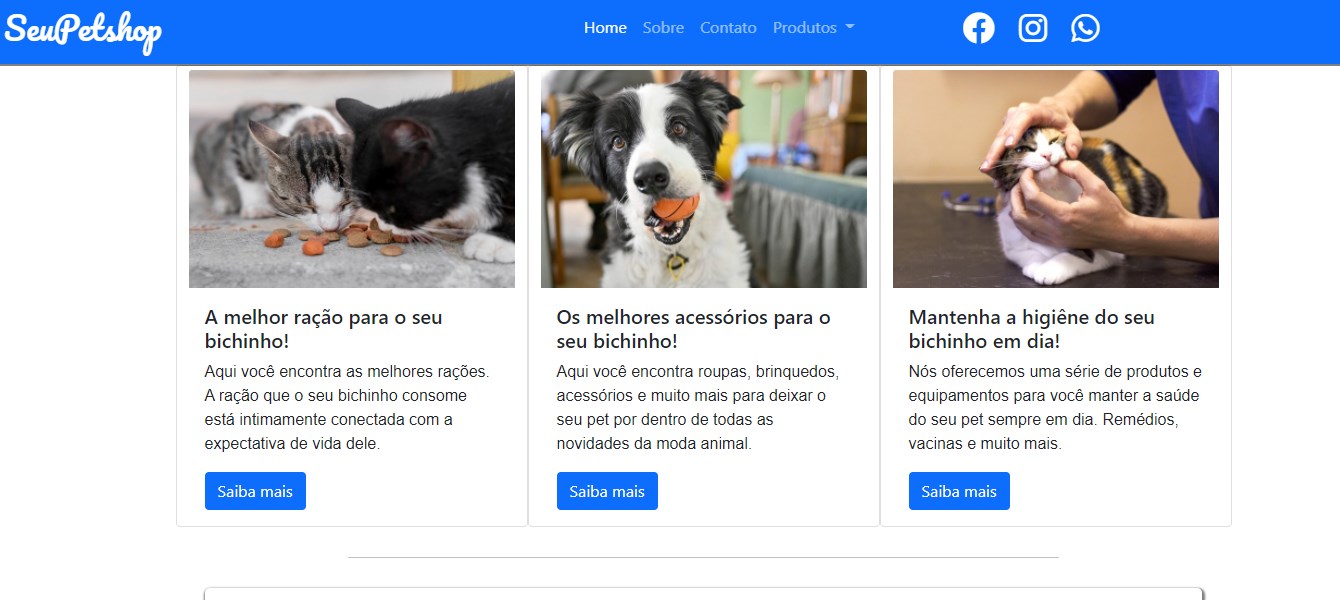 SeuPetshop
Home Sobre Contato Produtos
A melhor ração para o seu
bichinho!
Aqui você encontra as melhores rações.
A ração que o seu bichinho consome
está intimamente conectada com a
expectativa de vida dele.
Saiba mais
Os melhores acessórios para o
seu bichinho!
Aqui você encontra roupas, brinquedos,
acessórios e muito mais para deixar o
seu pet por dentro de todas as
novidades da moda animal.
Saiba mais
Mantenha a higiêne do seu
bichinho em dia!
Nós oferecemos uma série de produtos e
equipamentos para você manter a saúde
do seu pet sempre em dia. Remédios,
vacinas e muito mais.
Saiba mais